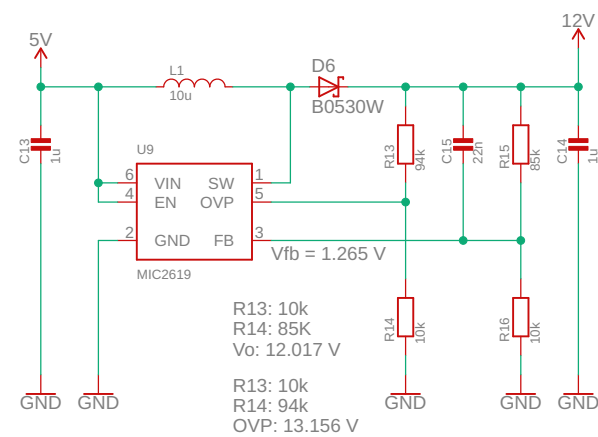 12V
5V
D6
L1
10u
B0530W
C13
1u
U9
R13
94k
C15
22n
R15
85k
C14
1u
6
VIN
SW
1
4
EN
OVP
5
2
GND
FB
3
Vfb = 1.265 V
MIC2619
R13: 10k
R14: 85K
Vo: 12.017 V
R14
10k
R16
10k
R13: 10k
R14: 94k
OVP: 13.156 V
GND
GND
GND
GND
GND